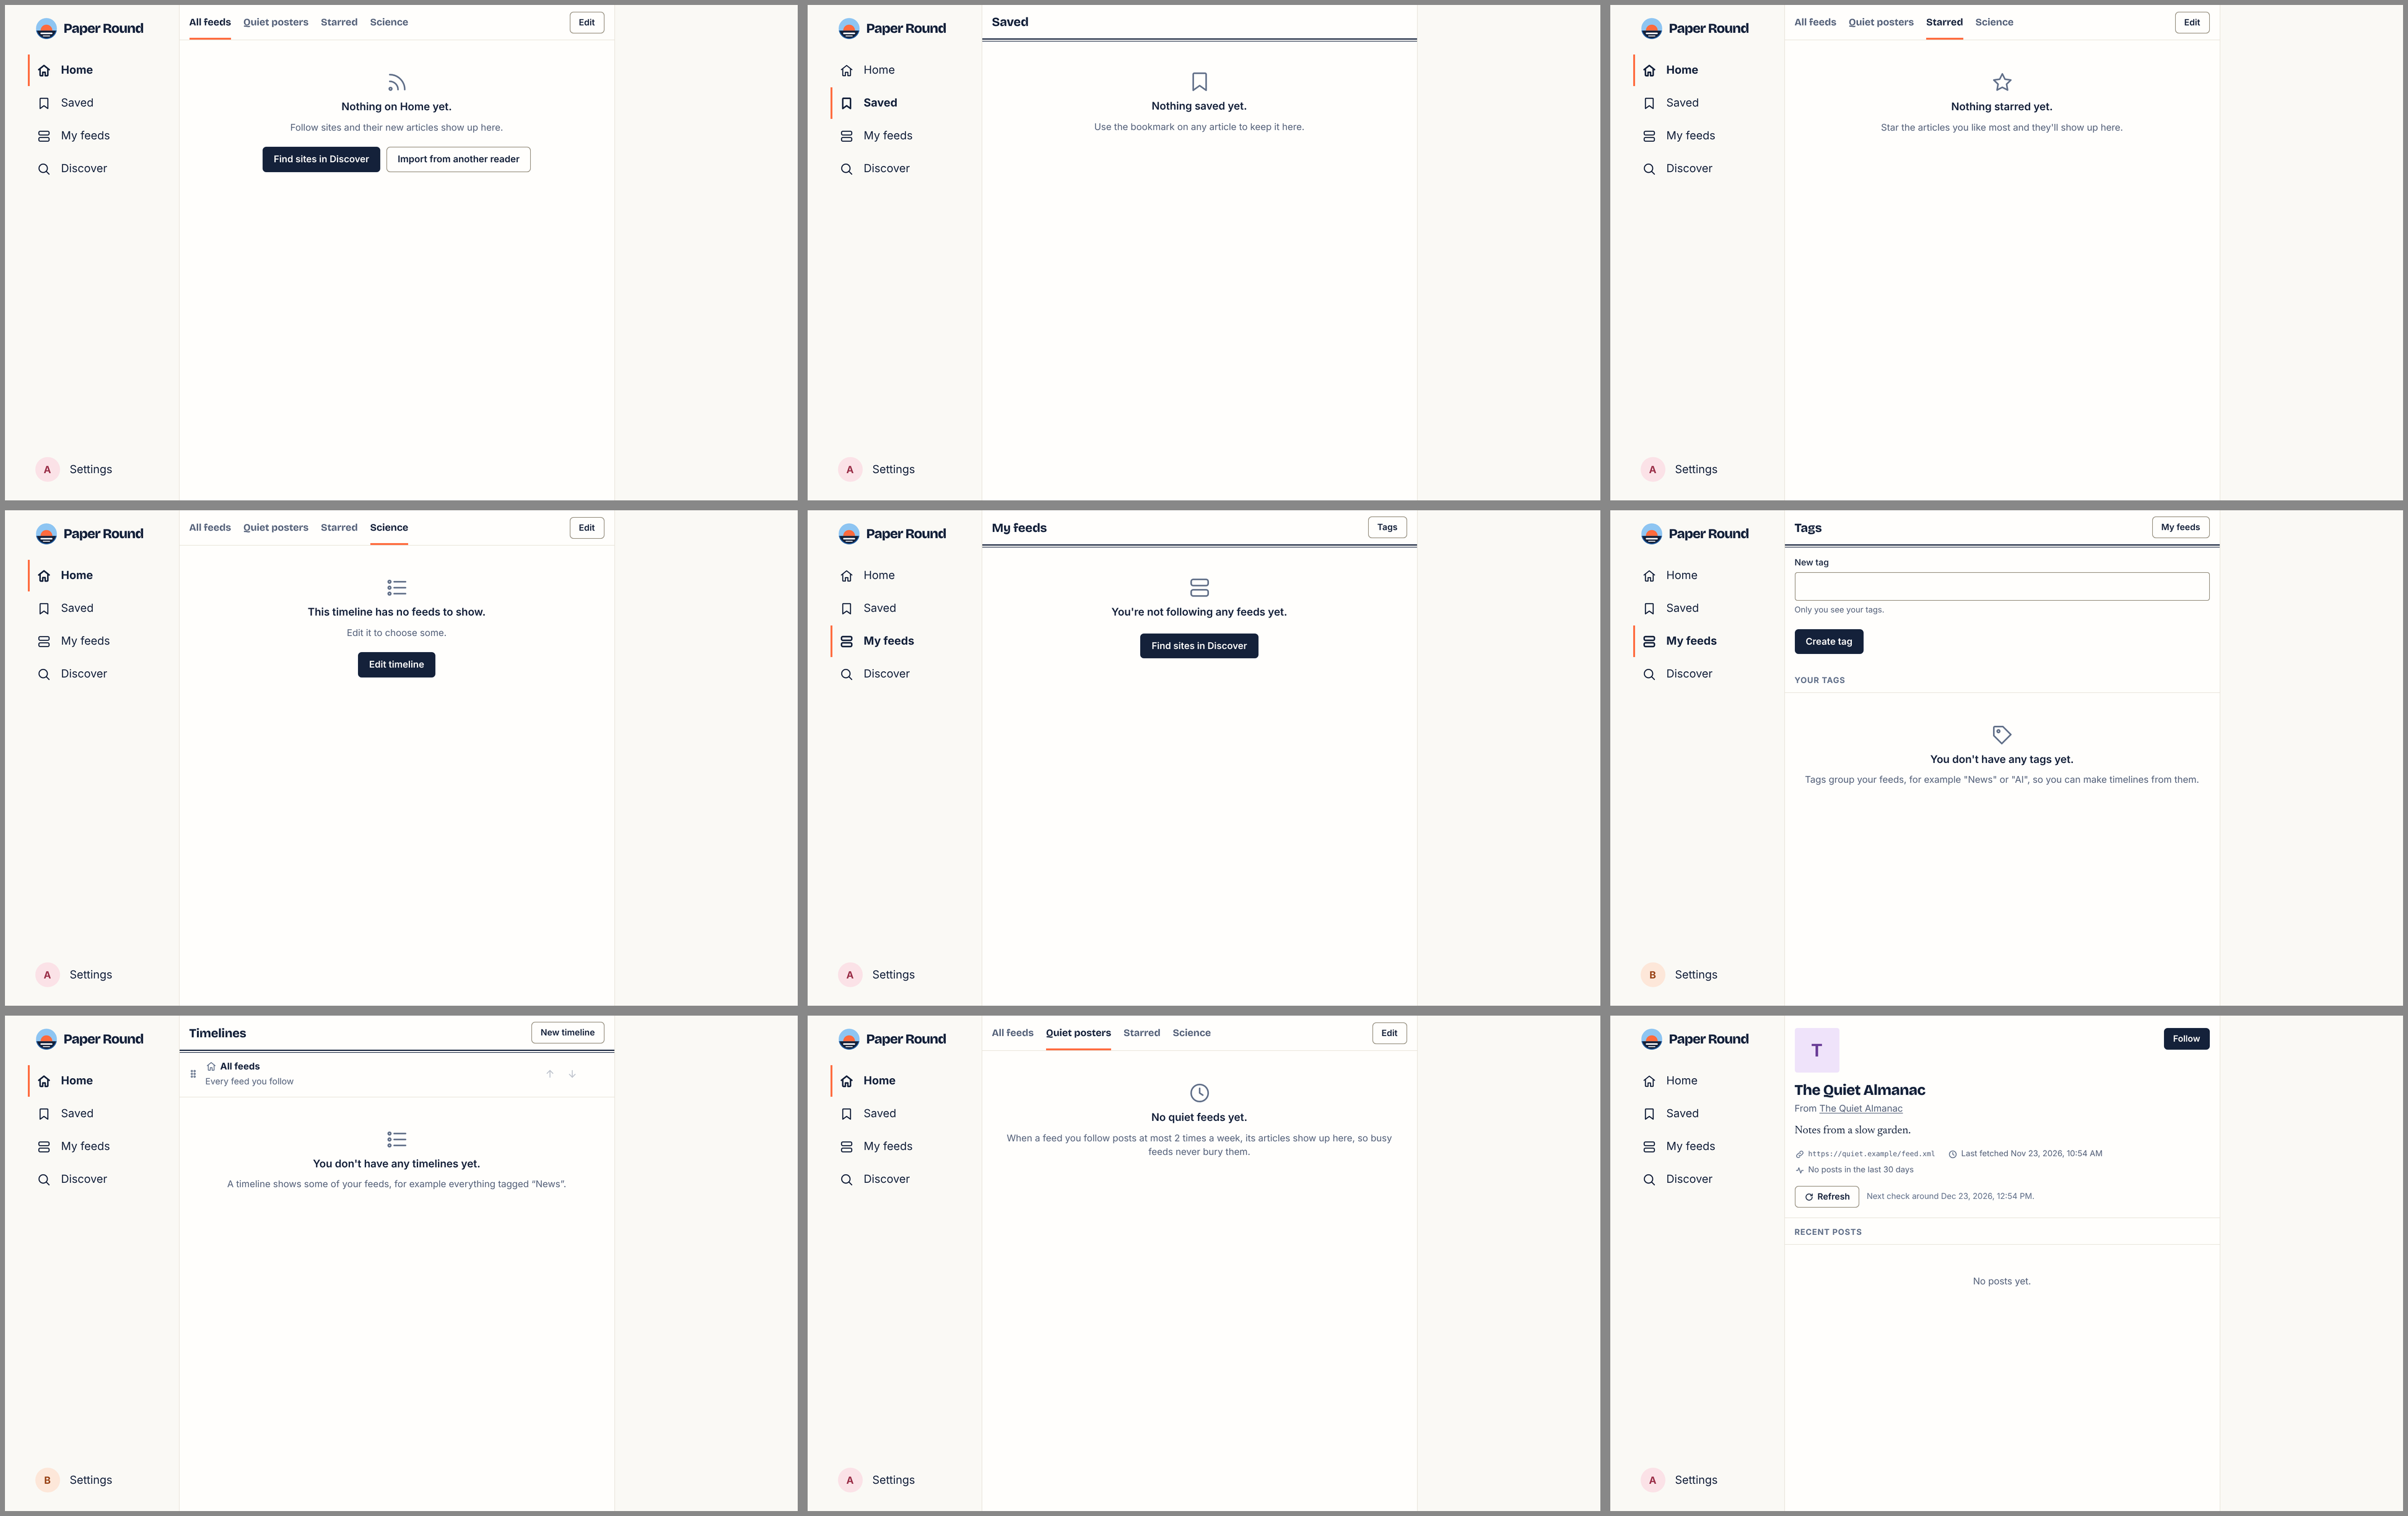 Paper Round
Home
Saved
My feeds
Discover
A Settings
All feeds Quiet posters Starred Science Edit
Nothing on Home yet.
Follow sites and their new articles show up here.
Find sites in Discover Import from another reader
Paper Round
Home
Saved
My feeds
Discover
A Settings
Saved
Nothing saved yet.
Use the bookmark on any article to keep it here.
Paper Round
Home
Saved
My feeds
Discover
A Settings
All feeds Quiet posters Starred Science Edit
Nothing starred yet.
Star the articles you like most and they'll show up here.
Paper Round
Home
Saved
My feeds
Discover
A Settings
All feeds Quiet posters Starred Science Edit
This timeline has no feeds to show.
Edit it to choose some.
Edit timeline
Paper Round
Home
Saved
My feeds
Discover
A Settings
My feeds Tags
You're not following any feeds yet.
Find sites in Discover
Paper Round
Home
Saved
My feeds
Discover
B Settings
Tags My feeds
New tag
Only you see your tags.
Create tag
YOUR TAGS
You don't have any tags yet.
Tags group your feeds, for example "News" or "AI", so you can make timelines from them.
Paper Round
Home
Saved
My feeds
Discover
B Settings
Timelines New timeline
All feeds
Every feed you follow
You don't have any timelines yet.
A timeline shows some of your feeds, for example everything tagged “News”.
Paper Round
Home
Saved
My feeds
Discover
A Settings
All feeds Quiet posters Starred Science Edit
No quiet feeds yet.
When a feed you follow posts at most 2 times a week, its articles show up here, so busy
feeds never bury them.
Paper Round
Home
Saved
My feeds
Discover
A Settings
T Follow
The Quiet Almanac
From The Quiet Almanac
Notes from a slow garden.
https://quiet.example/feed.xml Last fetched Nov 23, 2026, 10:54 AM
No posts in the last 30 days
Refresh Next check around Dec 23, 2026, 12:54 PM.
RECENT POSTS
No posts yet.